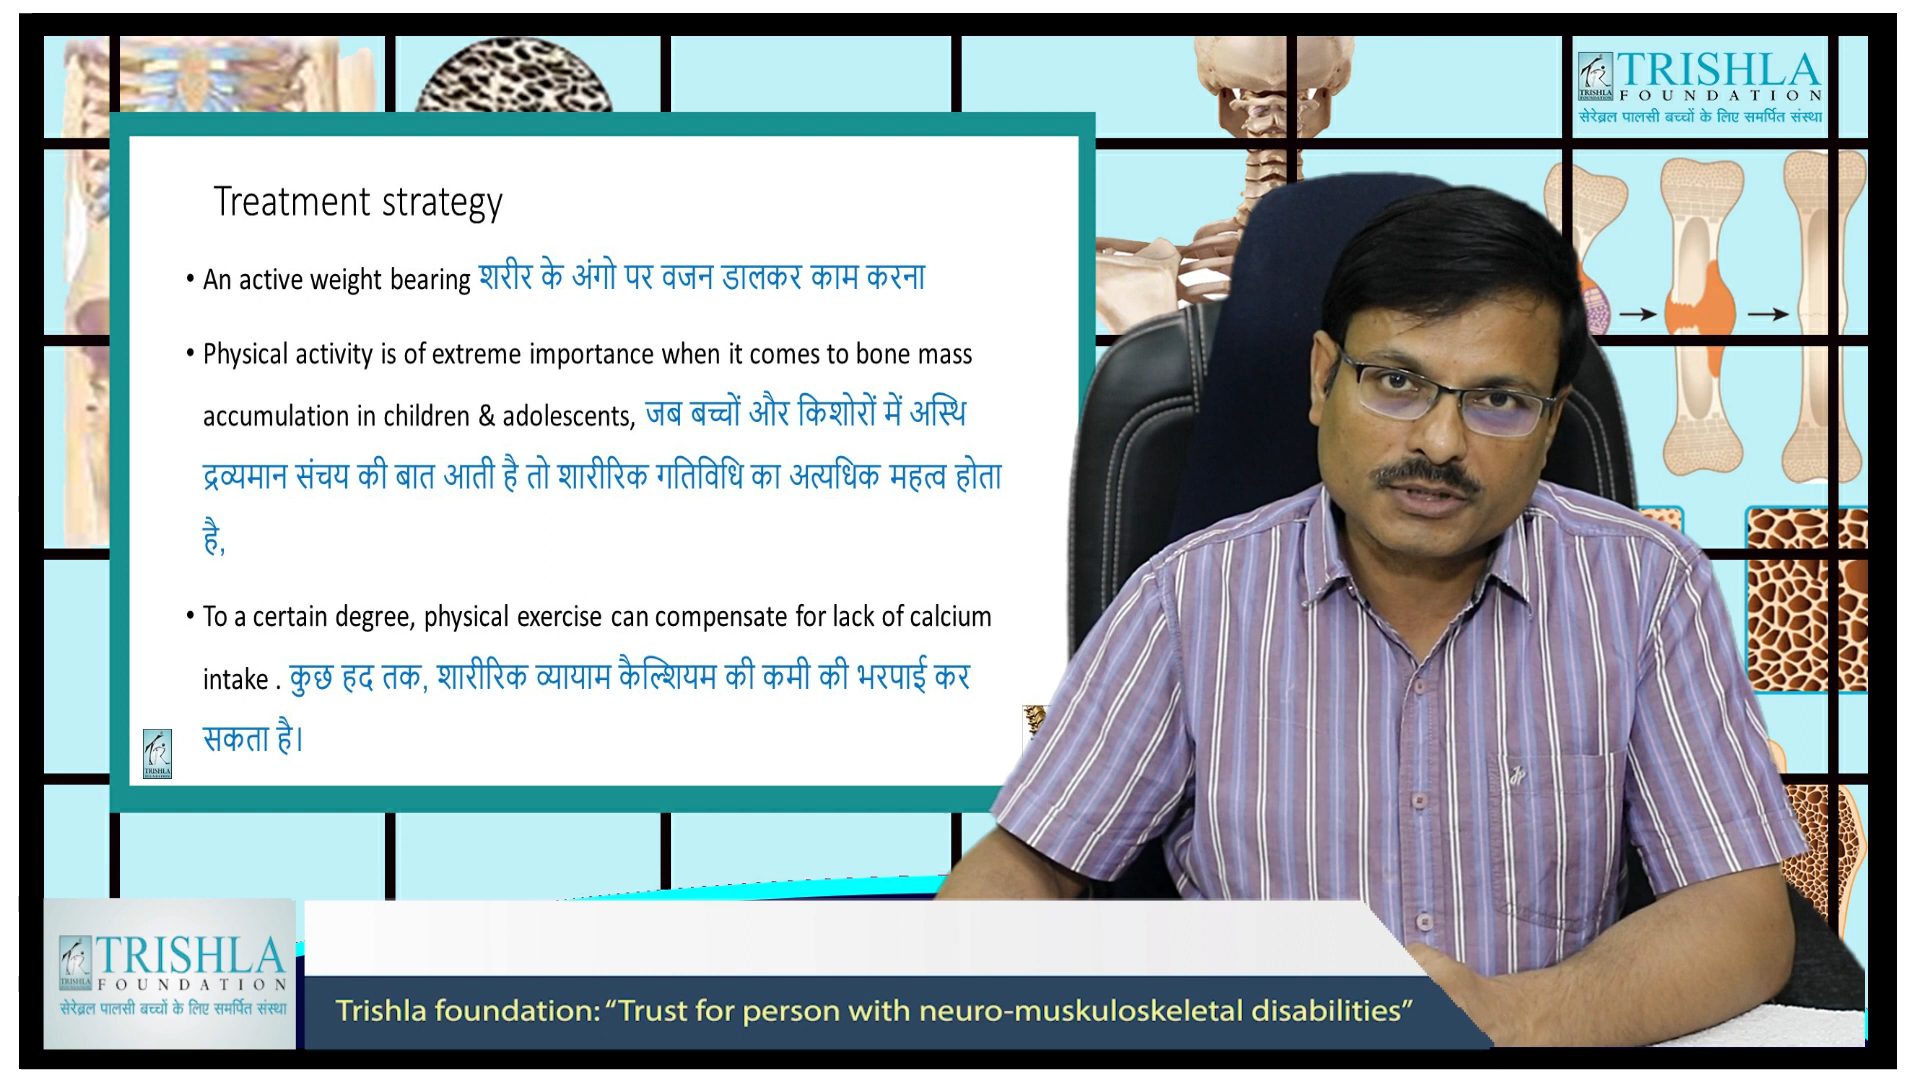 TRISHLA
FOUNDATION
सेरेब्रल पालसी बच्चों के लिए समर्पित संस्था
Treatment strategy
• An active weight bearing शरीर के अंगो पर वजन डालकर काम करना
• Physical activity is of extreme importance when it comes to bone mass
accumulation in children & adolescents, जब बच्चों और किशोरों में अस्थि
द्रव्यमान संचय की बात आती है तो शारीरिक गतिविधि का अत्यधिक महत्व होता
है,
• To a certain degree, physical exercise can compensate for lack of calcium
intake . कुछ हद तक, शारीरिक व्यायाम कैल्शियम की कमी की भरपाई कर
सकता है।
TRISHLA
TRISHLA
FOUNDATION
सेरेब्रल पालसी बच्चों के लिए समर्पित संस्था
Trishla foundation: “Trust for person with neuro-muskuloskeletal disabilities”